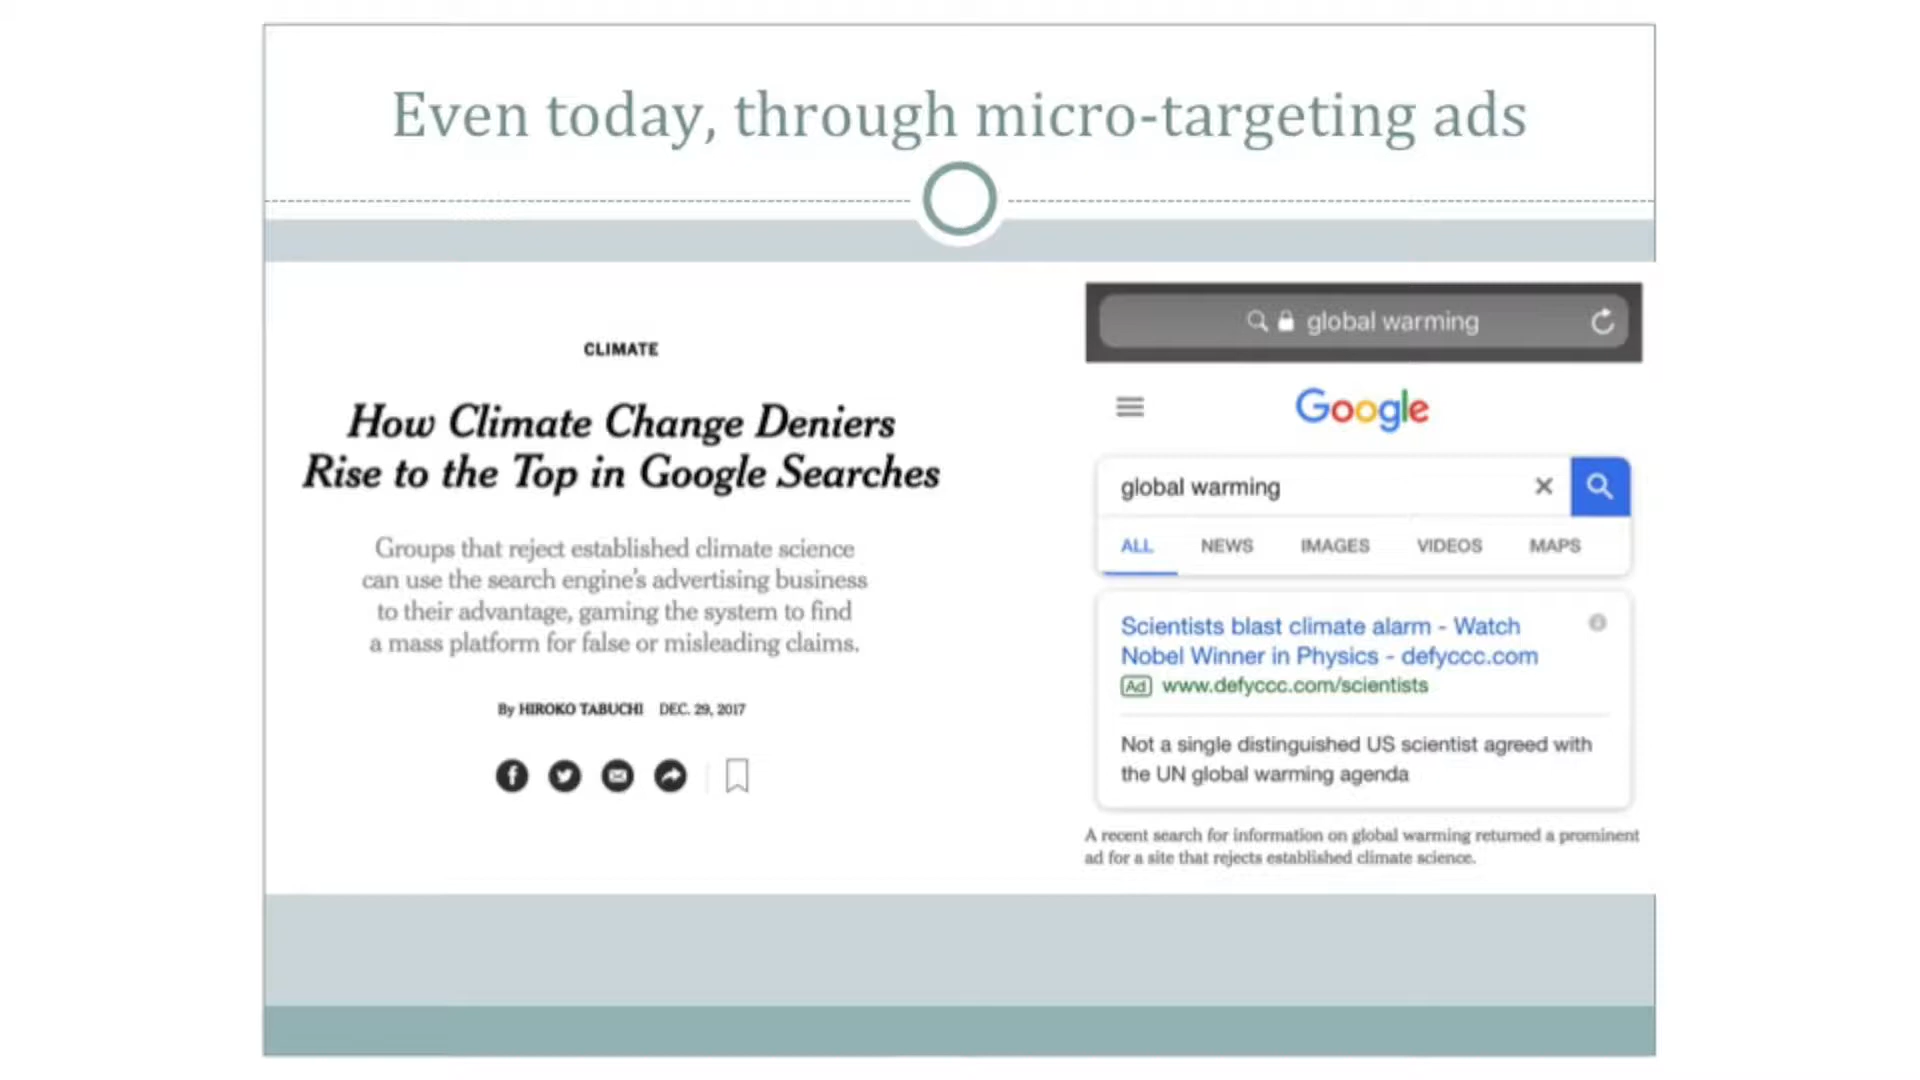 Even today, through micro-targeting ads
CLIMATE
How Climate Change Deniers
Rise to the Top in Google Searches
Groups that reject established climate science
can use the search engine's advertising business
to their advantage, gaming the system to find
a mass platform for false or misleading claims.
By HIROKO TABUCHI DEC. 29, 2017
global warming
Google
global warming
ALL NEWS IMAGES VIDEOS MAPS
Scientists blast climate alarm - Watch
Nobel Winner in Physics - defyccc.com
Ad www.defyccc.com/scientists
Not a single distinguished US scientist agreed with
the UN global warming agenda
A recent search for information on global warming returned a prominent
ad for a site that rejects established climate science.